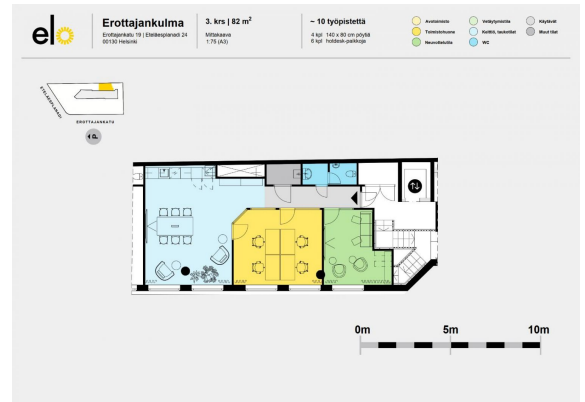 elo
Erottajankulma
Erottajankatu 19 | Eteläesplanadi 24
00130 Helsinki
3. krs | 82 m²
Mittakaava
1:75 (A3)
~ 10 työpistettä
4 kpl 140 x 80 cm pöytä
6 kpl hotdesk-paikkoja
Avotoimisto
Toimistohuone
Neuvottelutila
Vetäytymistila
Keittiö, taukotilat
WC
Käytävät
Muut tilat
ETELÄESPLANADI
EROTTAJANKATU
P
0m 5m 10m